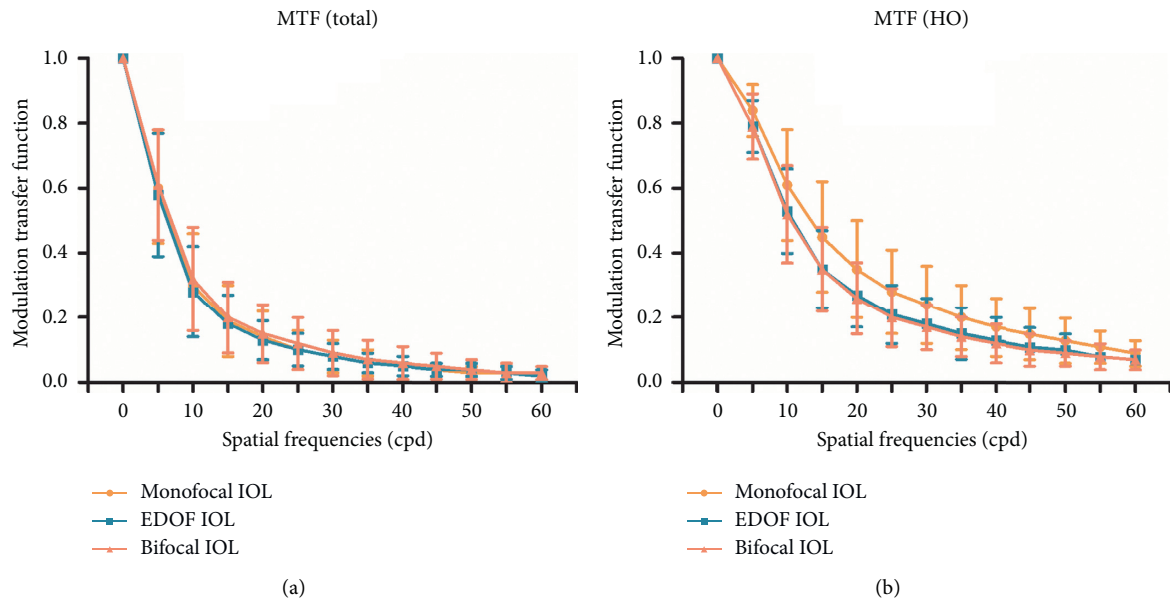 MTF (total)
1.0
0.8
0.6
0.4
0.2
0.0
Modulation transfer function
0 10 20 30 40 50 60
Spatial frequencies (cpd)
Monofocal IOL
EDOF IOL
Bifocal IOL
(a)
MTF (HO)
1.0
0.8
0.6
0.4
0.2
0.0
Modulation transfer function
0 10 20 30 40 50 60
Spatial frequencies (cpd)
Monofocal IOL
EDOF IOL
Bifocal IOL
(b)